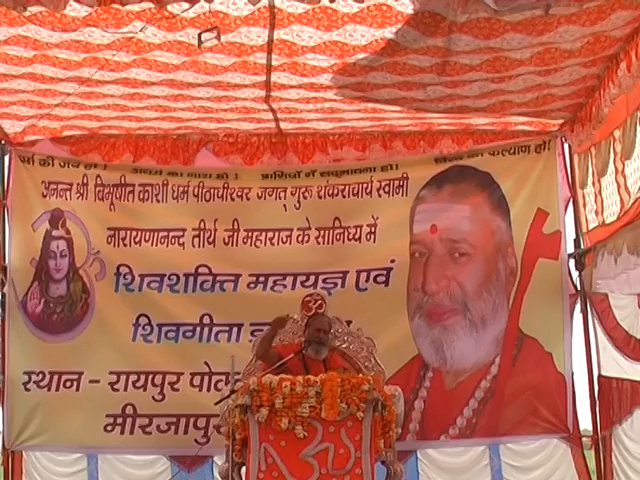 धर्म की जय हो ! अधर्म का नाश हो ! प्राणियों में सद्भावना हो। विश्व का कल्याण हो!
अनन्त श्री विभूषीत काशी धर्म पीठाधीश्वर जगत् गुरू शंकराचार्य स्वामी
नारायणानन्द तीर्थ जी महाराज के सानिध्य में
शिवशक्ति महायज्ञ एवं
शिवगीता
स्थान - रायपुर
मीरजापुर
ॐ